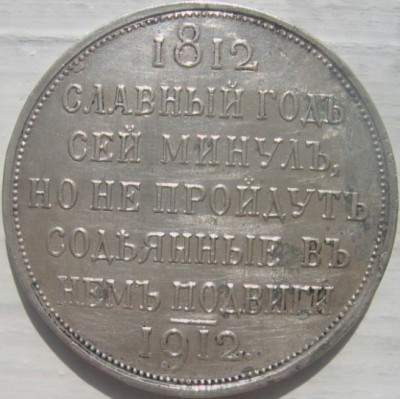 1812
СЛАВНЫЙ ГОДЪ
СЕЙ МИНУЛЪ,
НО НЕ ПРОЙДУТЪ
СОДѢЯННЫЕ ВЪ
НЕМЪ ПОДВИГИ
1912.